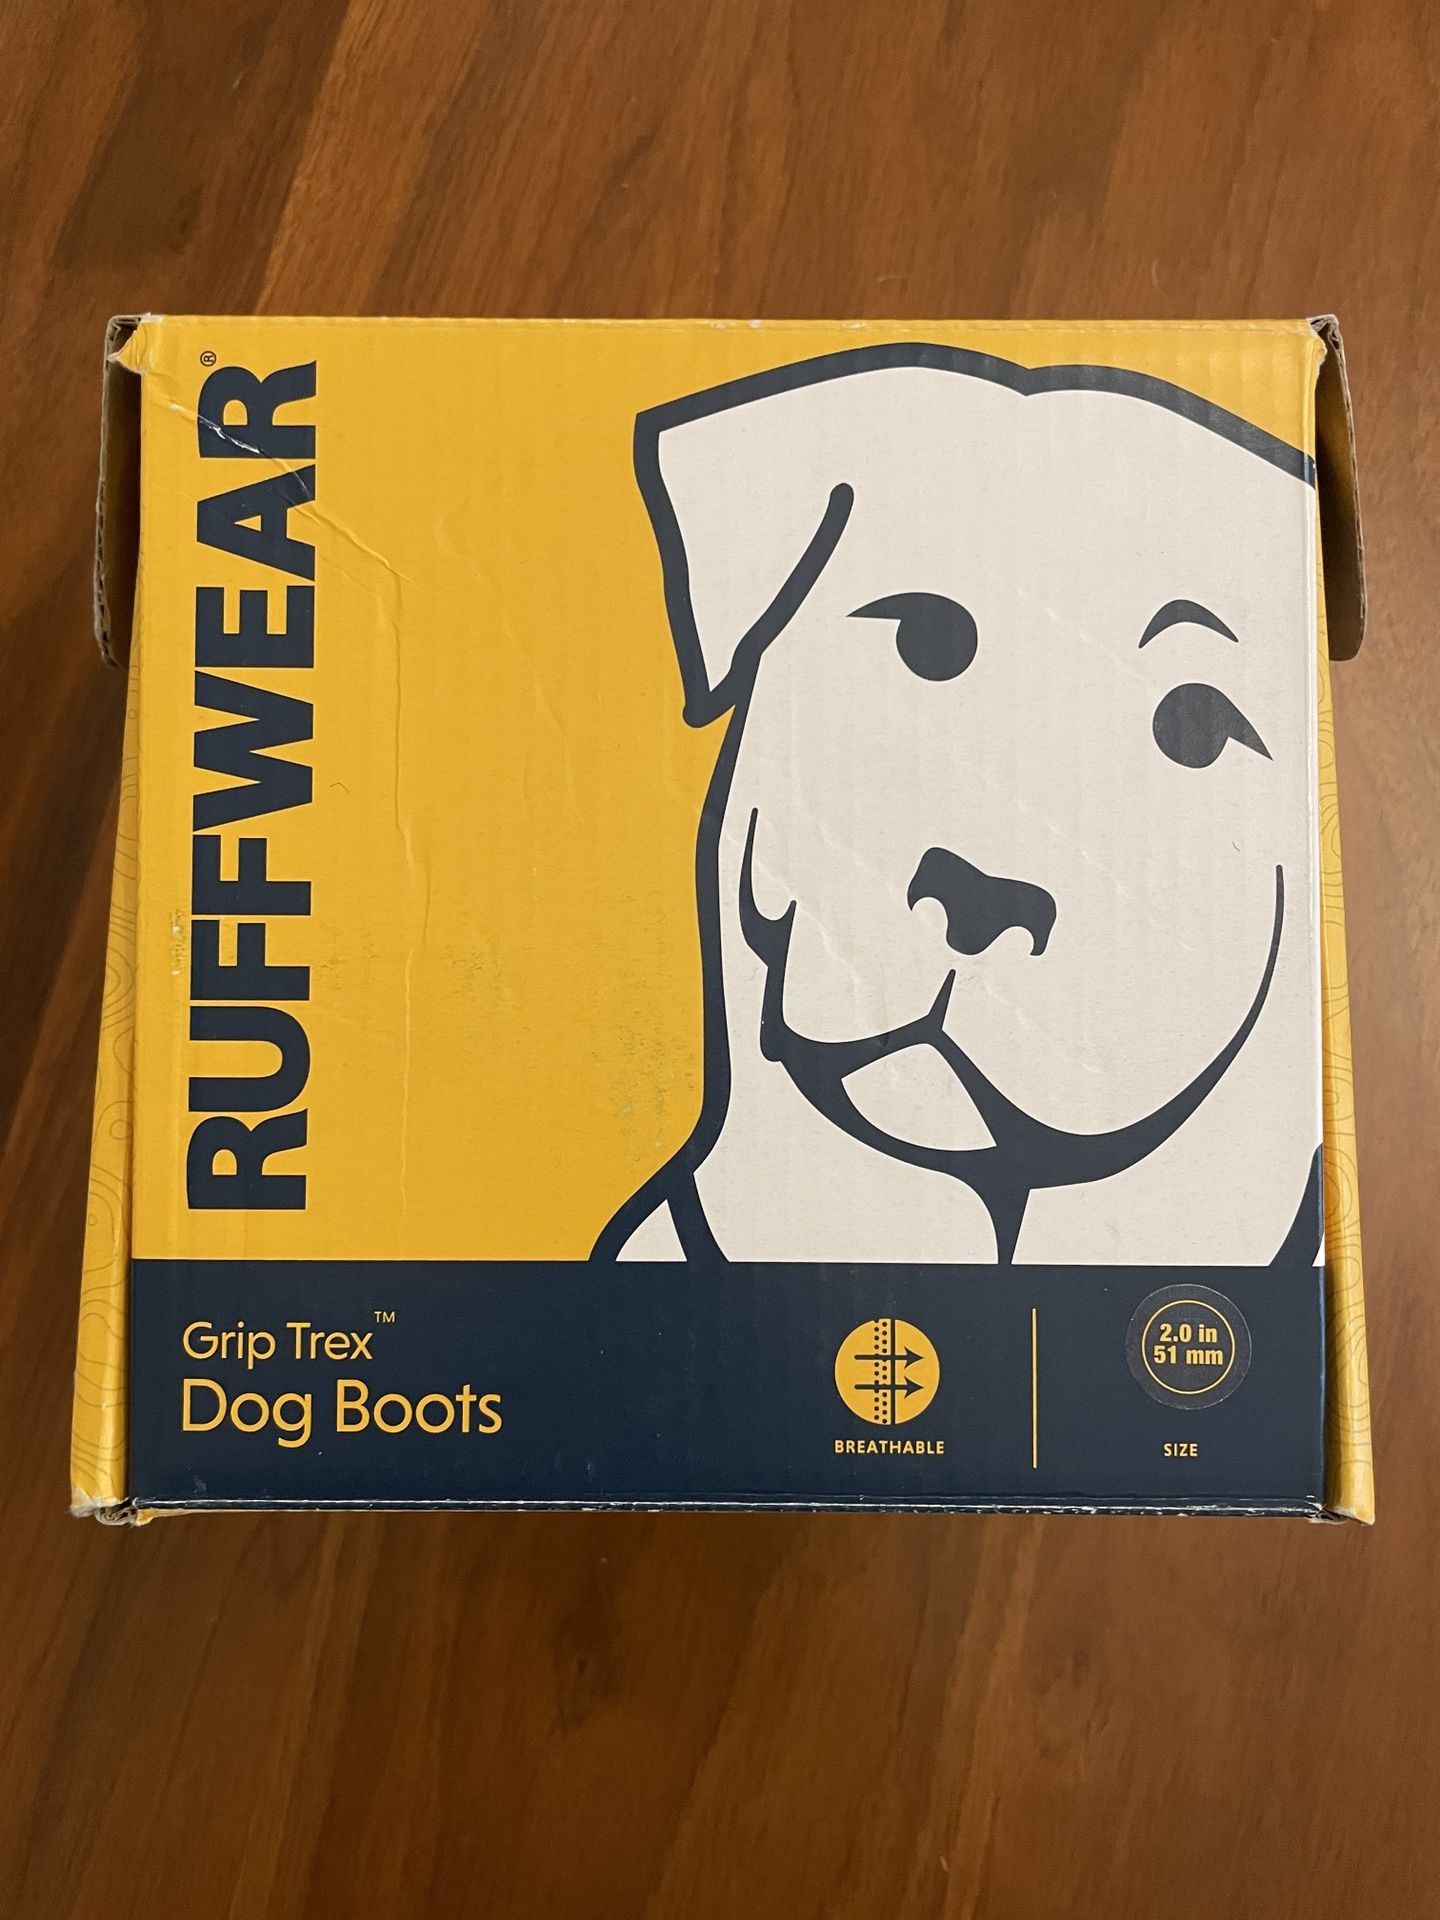 RUFFWEAR®
Grip Trex™
Dog Boots
BREATHABLE
2.0 in
51 mm
SIZE